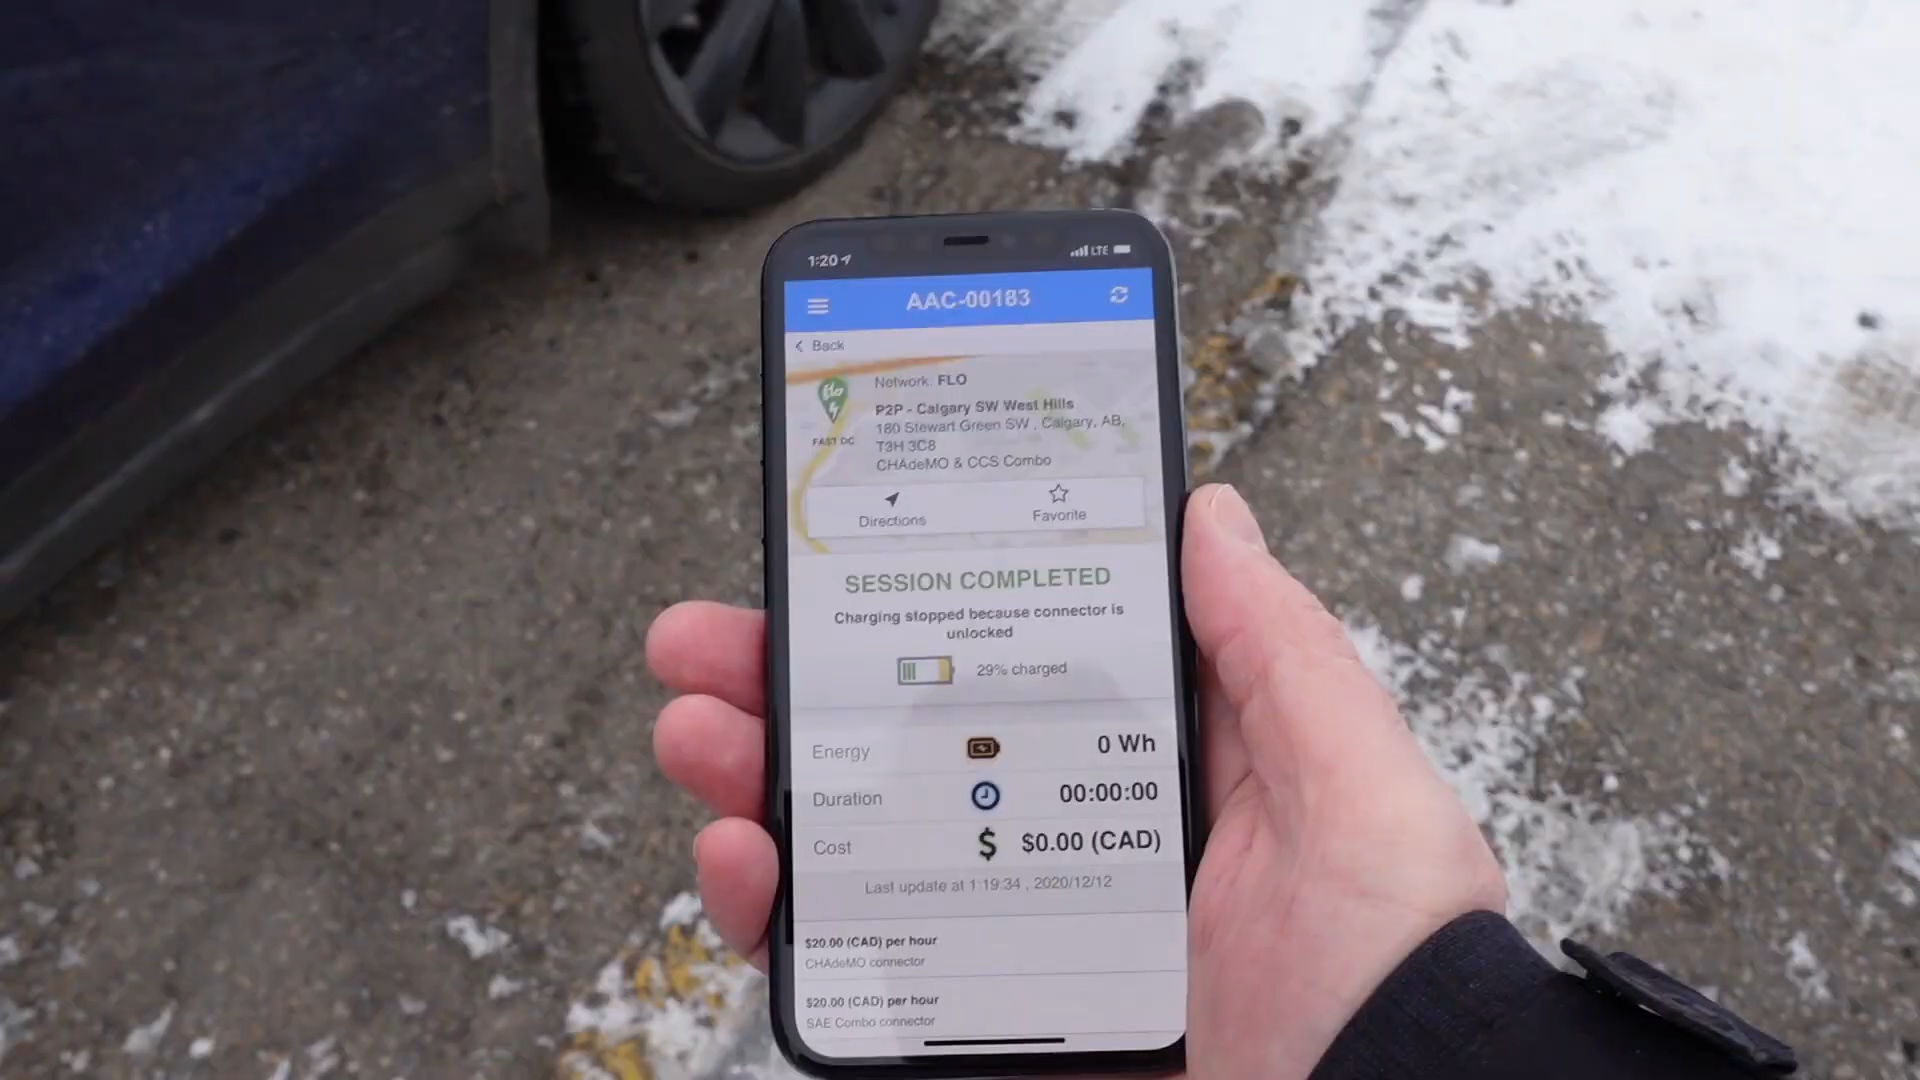 1:20
LTE
AAC-00183
Back
Network: FLO
flo
FAST DC
P2P - Calgary SW West Hills
180 Stewart Green SW , Calgary, AB,
T3H 3C8
CHAdeMO & CCS Combo
Directions
Favorite
SESSION COMPLETED
Charging stopped because connector is
unlocked
29% charged
Energy
0 Wh
Duration
00:00:00
Cost
$
$0.00 (CAD)
Last update at 1:19:34 , 2020/12/12
$20.00 (CAD) per hour
CHAdeMO connector
$20.00 (CAD) per hour
SAE Combo connector